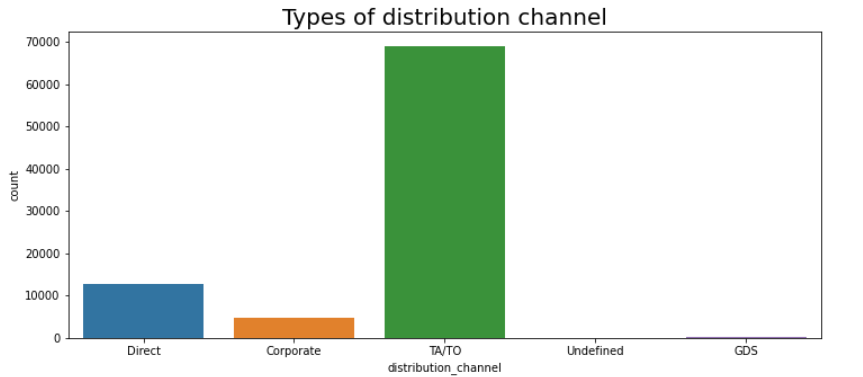 Types of distribution channel
70000
60000
50000
40000
30000
20000
10000
0
count
Direct Corporate TA/TO Undefined GDS
distribution_channel